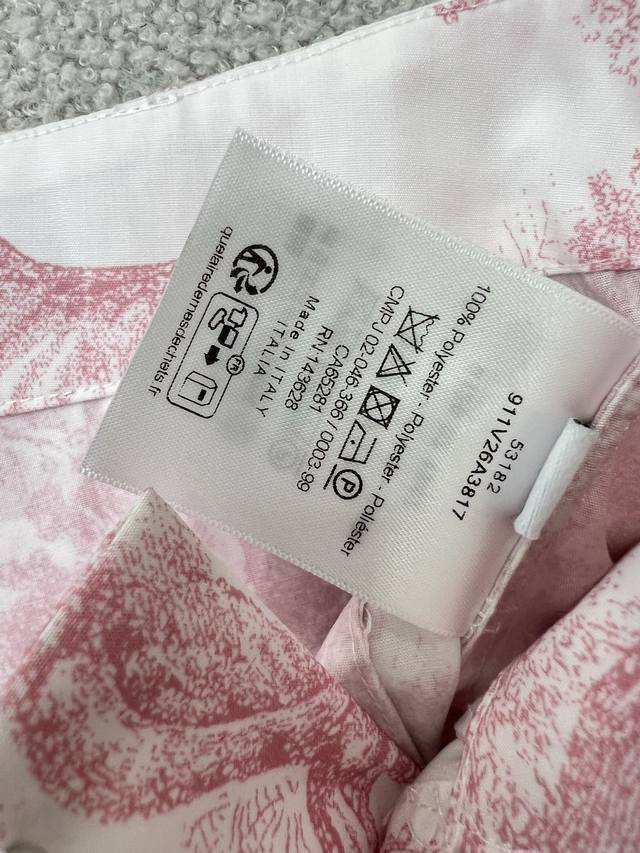 53182
911V26A3817
100% Polyester - Polyester - Poliéster
P
CMPJ 02-046-366 / 0003-99
CA65281
RN 143628
Made in ITALY
ITALIA
FR
quefairedemesdechets.fr